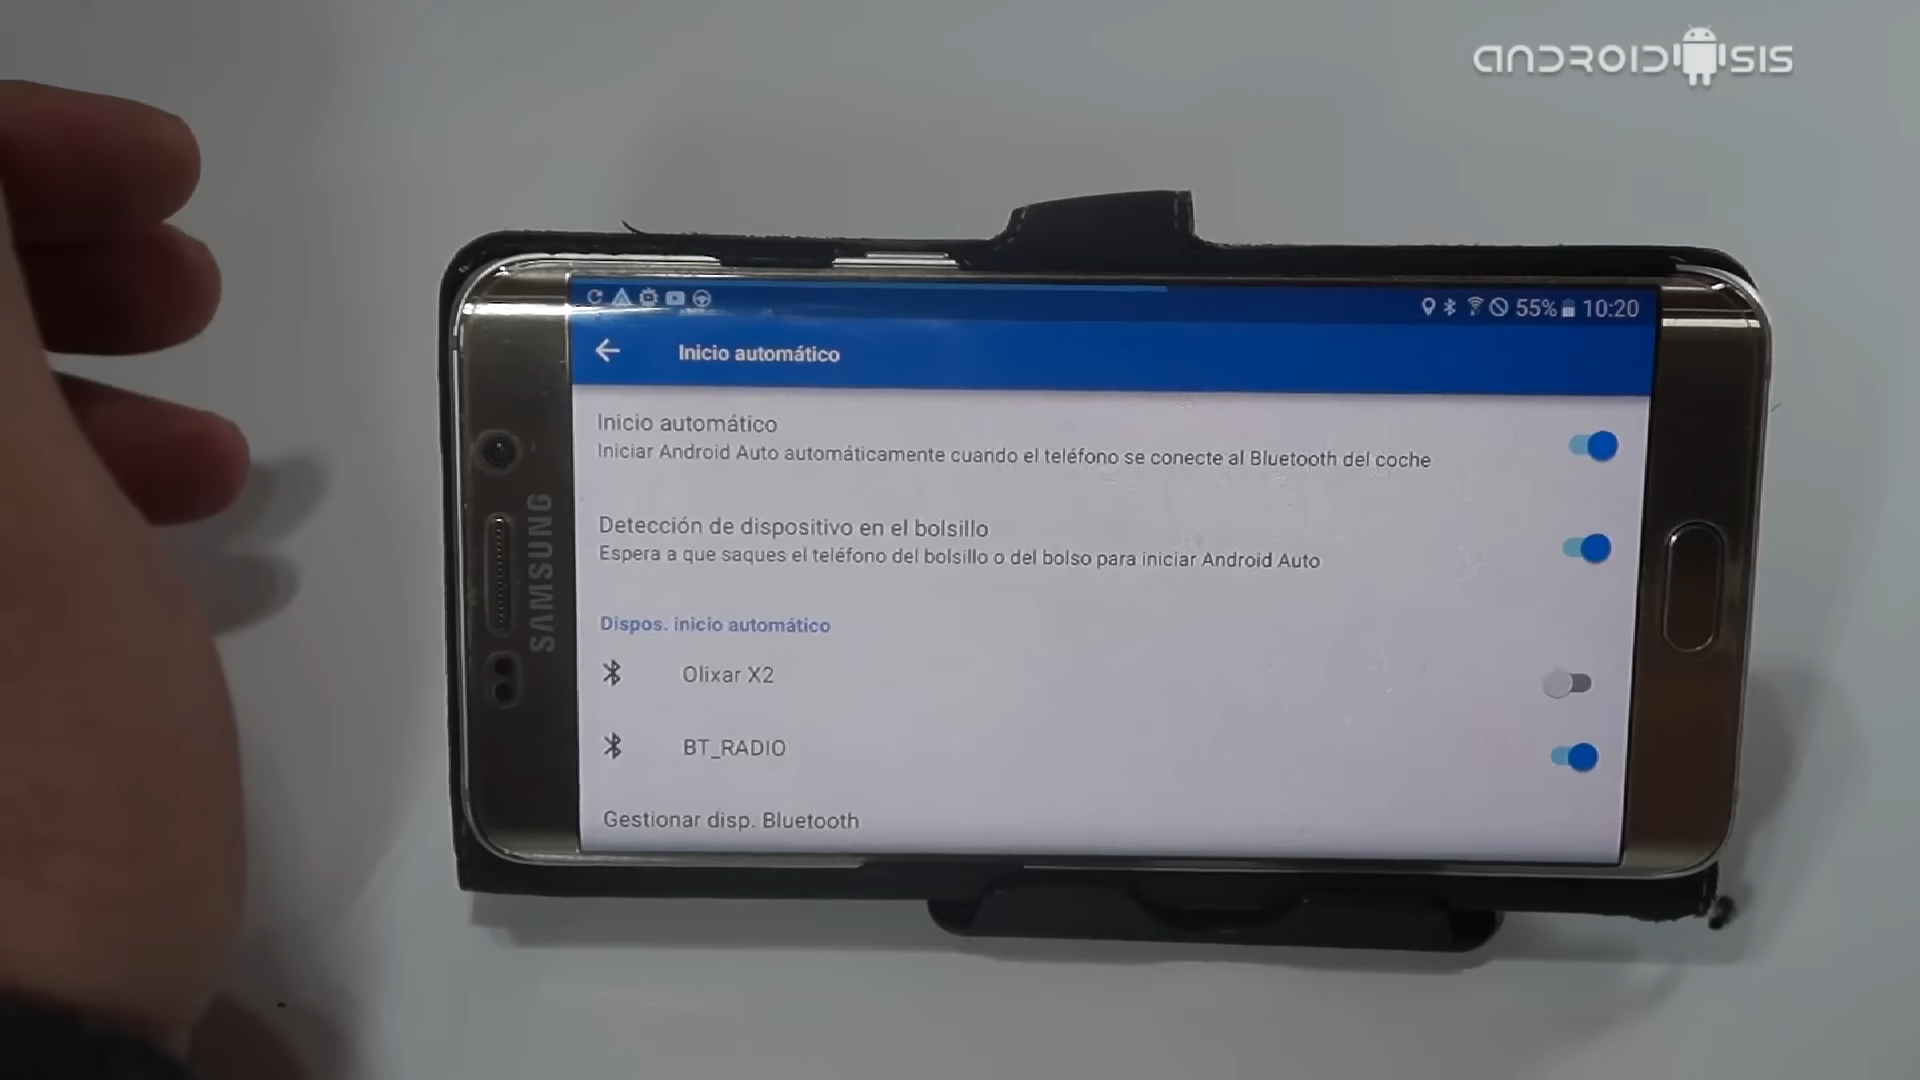 ANDROIDSIS
55% 10:20
Inicio automático
Inicio automático
Iniciar Android Auto automáticamente cuando el teléfono se conecte al Bluetooth del coche
Detección de dispositivo en el bolsillo
Espera a que saques el teléfono del bolsillo o del bolso para iniciar Android Auto
Dispos. inicio automático
Olixar X2
BT_RADIO
Gestionar disp. Bluetooth
SAMSUNG